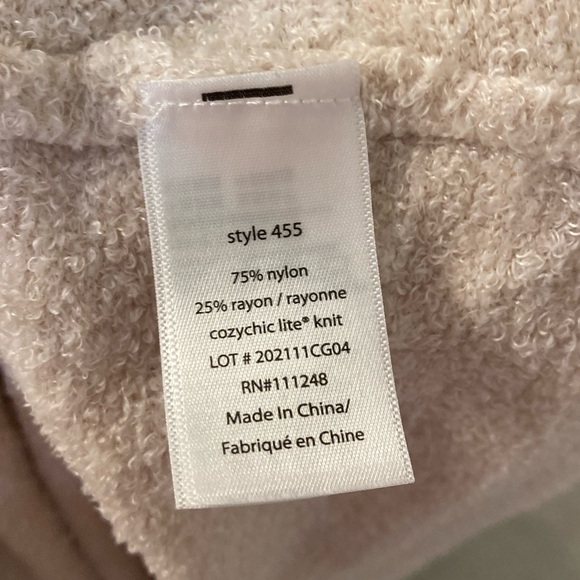 style 455
75% nylon
25% rayon / rayonne
cozychic lite® knit
LOT # 202111CG04
RN#111248
Made In China/
Fabriqué en Chine